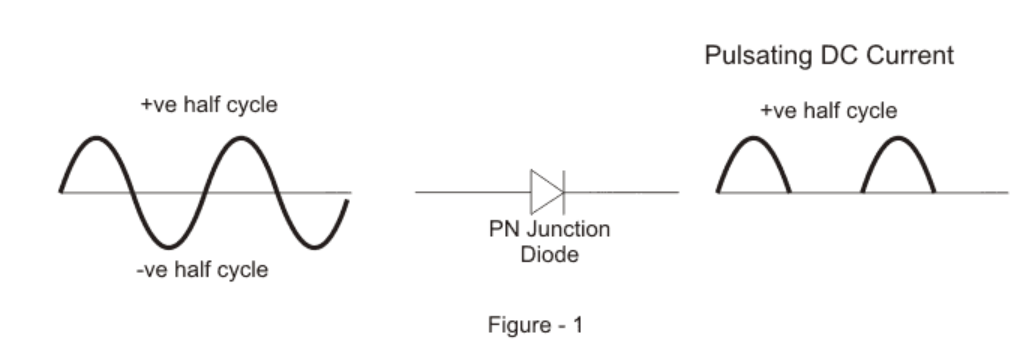 Pulsating DC Current
+ve half cycle
+ve half cycle
PN Junction
Diode
-ve half cycle
Figure - 1